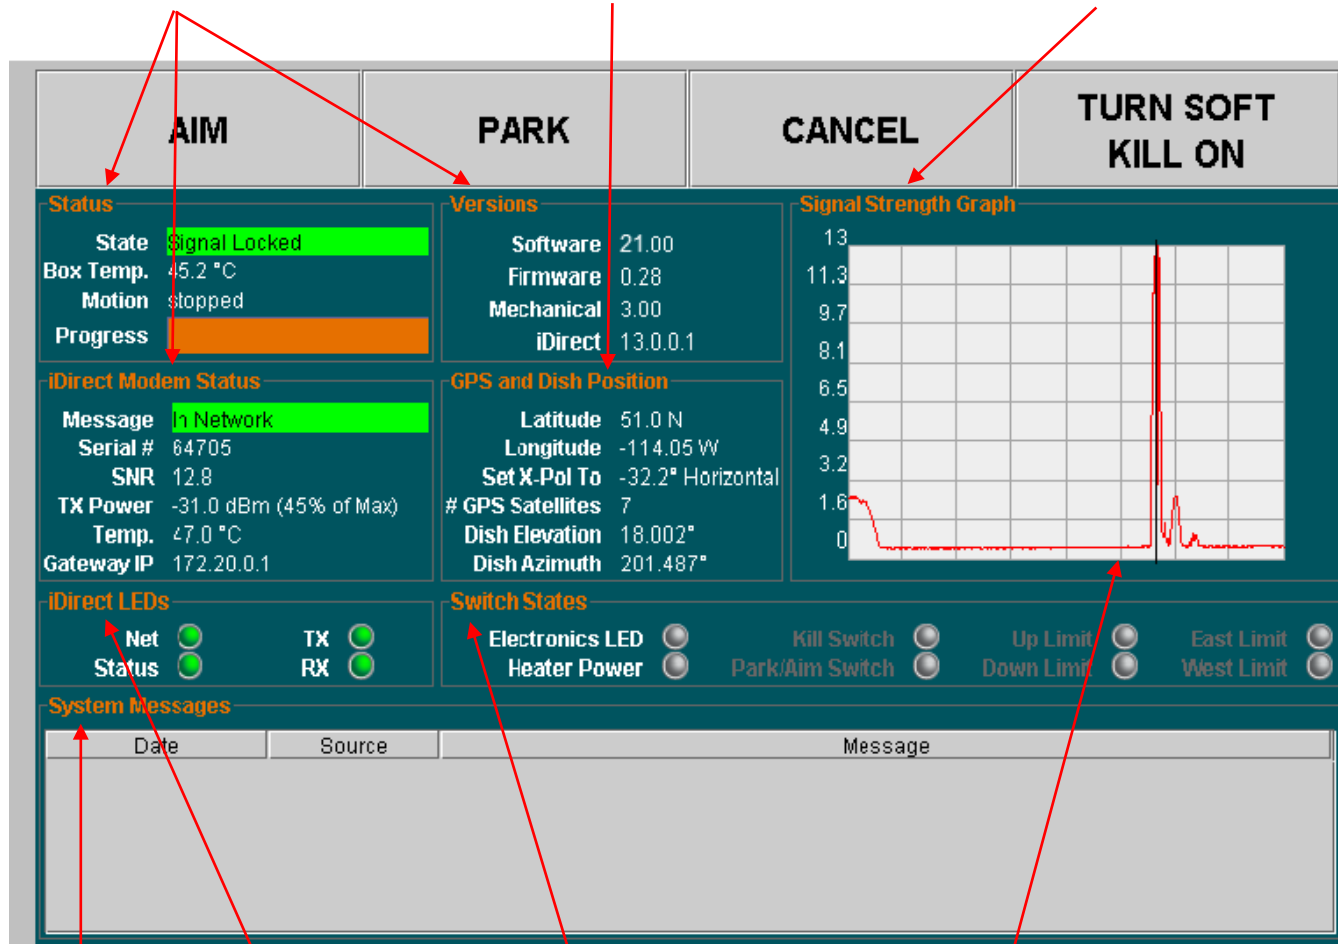 AIM
PARK
CANCEL
TURN SOFT
KILL ON
Status
State Signal Locked
Box Temp. 45.2 °C
Motion stopped
Progress
Versions
Software 21.00
Firmware 0.28
Mechanical 3.00
iDirect 13.0.0.1
Signal Strength Graph
13
11.3
9.7
8.1
6.5
4.9
3.2
1.6
0
iDirect Modem Status
Message In Network
Serial # 64705
SNR 12.8
TX Power -31.0 dBm (45% of Max)
Temp. 47.0 °C
Gateway IP 172.20.0.1
GPS and Dish Position
Latitude 51.0 N
Longitude -114.05 W
Set X-Pol To -32.2° Horizontal
# GPS Satellites 7
Dish Elevation 18.002°
Dish Azimuth 201.487°
iDirect LEDs
Net TX
Status RX
Switch States
Electronics LED Kill Switch Up Limit East Limit
Heater Power Park/Aim Switch Down Limit West Limit
System Messages
Date Source Message